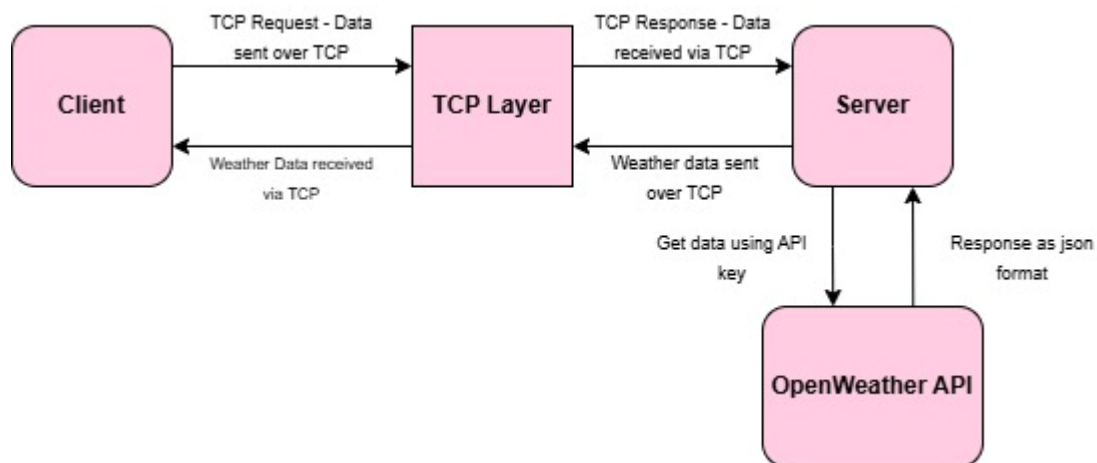 TCP Request - Data
sent over TCP
TCP Response - Data
received via TCP
Client
TCP Layer
Server
Weather Data received
via TCP
Weather data sent
over TCP
Get data using API
key
Response as json
format
OpenWeather API